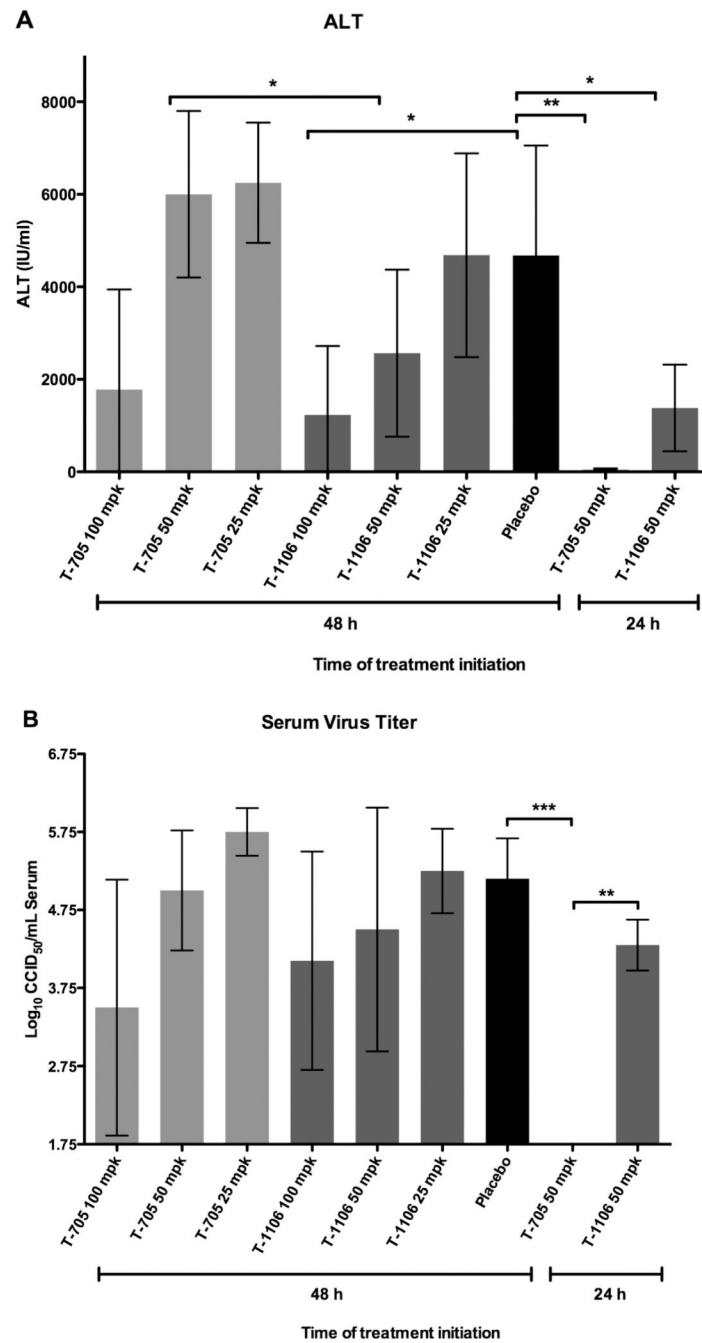 A
ALT
ALT (IU/ml)
8000
6000
4000
2000
0
*
*
**
*
T-705 100 mpk
T-705 50 mpk
T-705 25 mpk
T-1106 100 mpk
T-1106 50 mpk
T-1106 25 mpk
Placebo
T-705 50 mpk
T-1106 50 mpk
48 h
24 h
Time of treatment initiation
B
Serum Virus Titer
Log₁₀ CCID₅₀/mL Serum
6.75
5.75
4.75
3.75
2.75
1.75
***
**
T-705 100 mpk
T-705 50 mpk
T-705 25 mpk
T-1106 100 mpk
T-1106 50 mpk
T-1106 25 mpk
Placebo
T-705 50 mpk
T-1106 50 mpk
48 h
24 h
Time of treatment initiation